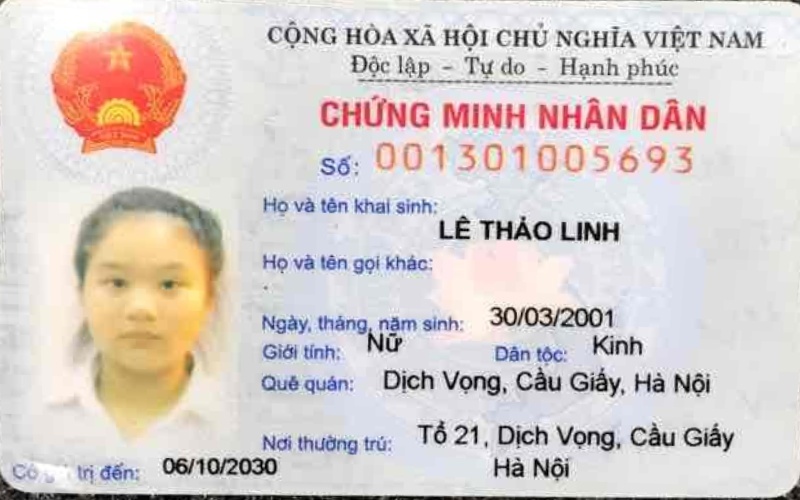 CỘNG HÒA XÃ HỘI CHỦ NGHĨA VIỆT NAM
Độc lập - Tự do - Hạnh phúc
CHỨNG MINH NHÂN DÂN
Số: 001301005693
Họ và tên khai sinh:
LÊ THẢO LINH
Họ và tên gọi khác:
Ngày, tháng, năm sinh: 30/03/2001
Giới tính: Nữ Dân tộc: Kinh
Quê quán: Dịch Vọng, Cầu Giấy, Hà Nội
Nơi thường trú: Tổ 21, Dịch Vọng, Cầu Giấy
Hà Nội
Có trị đến: 06/10/2030